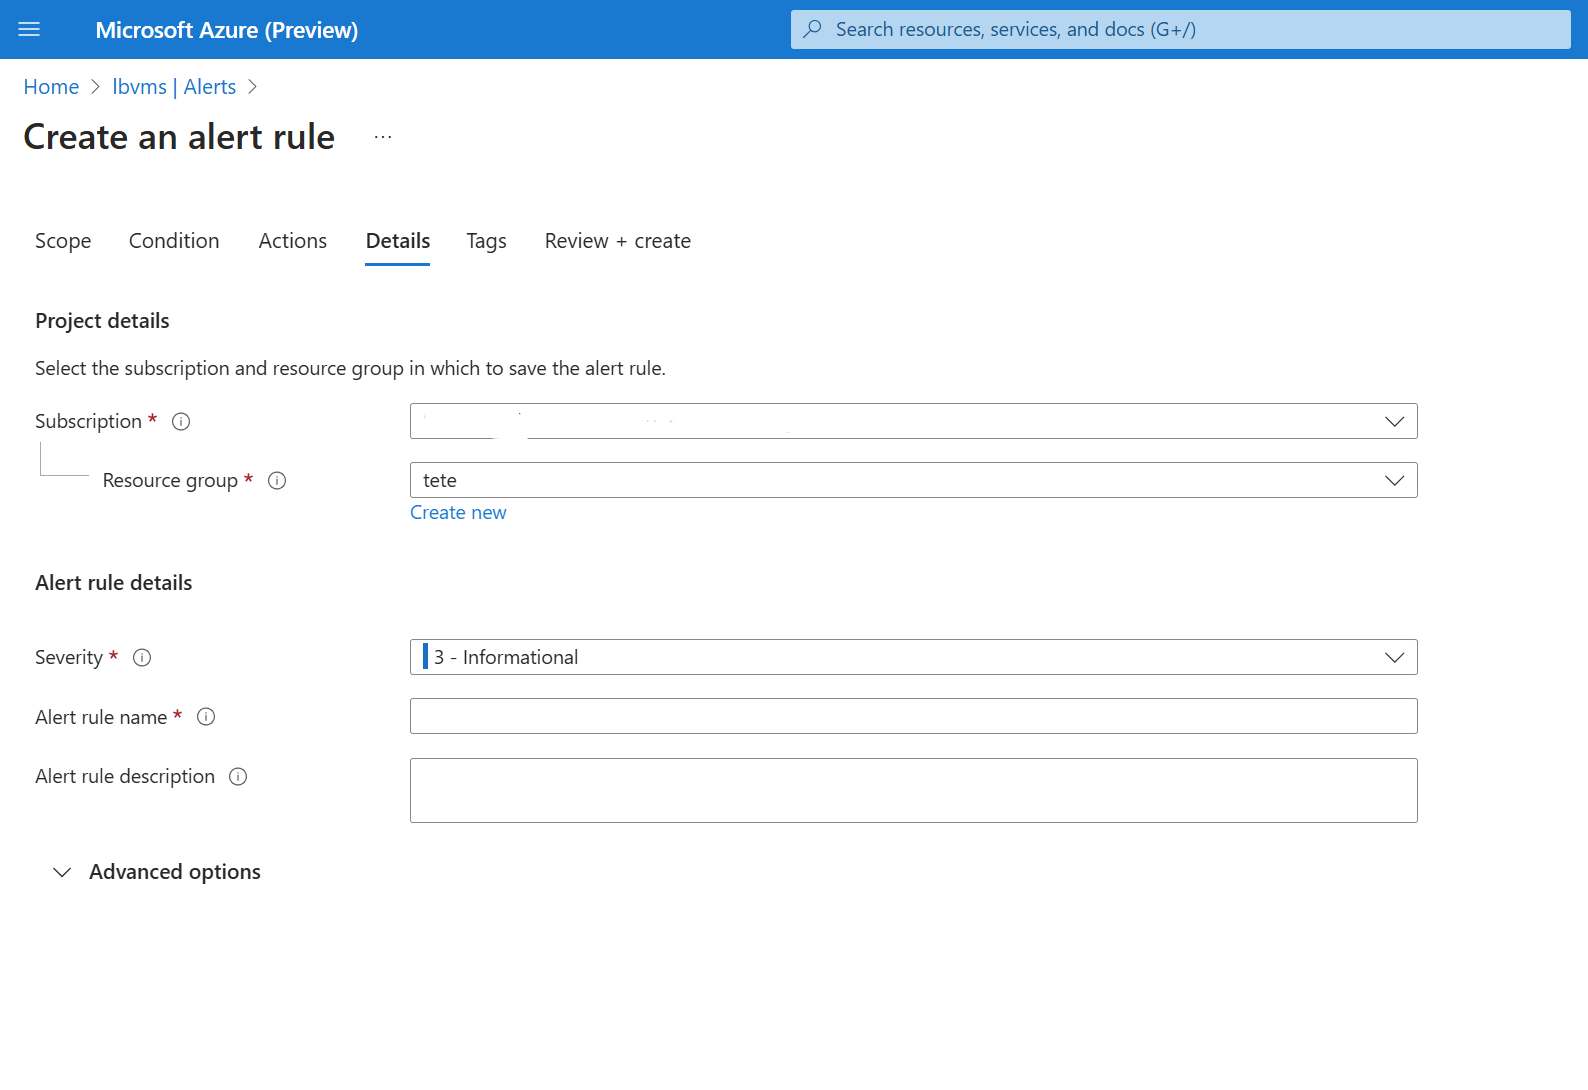 Microsoft Azure (Preview)
Search resources, services, and docs (G+/)
Home > lbvms | Alerts >
Create an alert rule ...
Scope Condition Actions Details Tags Review + create
Project details
Select the subscription and resource group in which to save the alert rule.
Subscription *
Resource group * tete
Create new
Alert rule details
Severity * 3 - Informational
Alert rule name *
Alert rule description
Advanced options